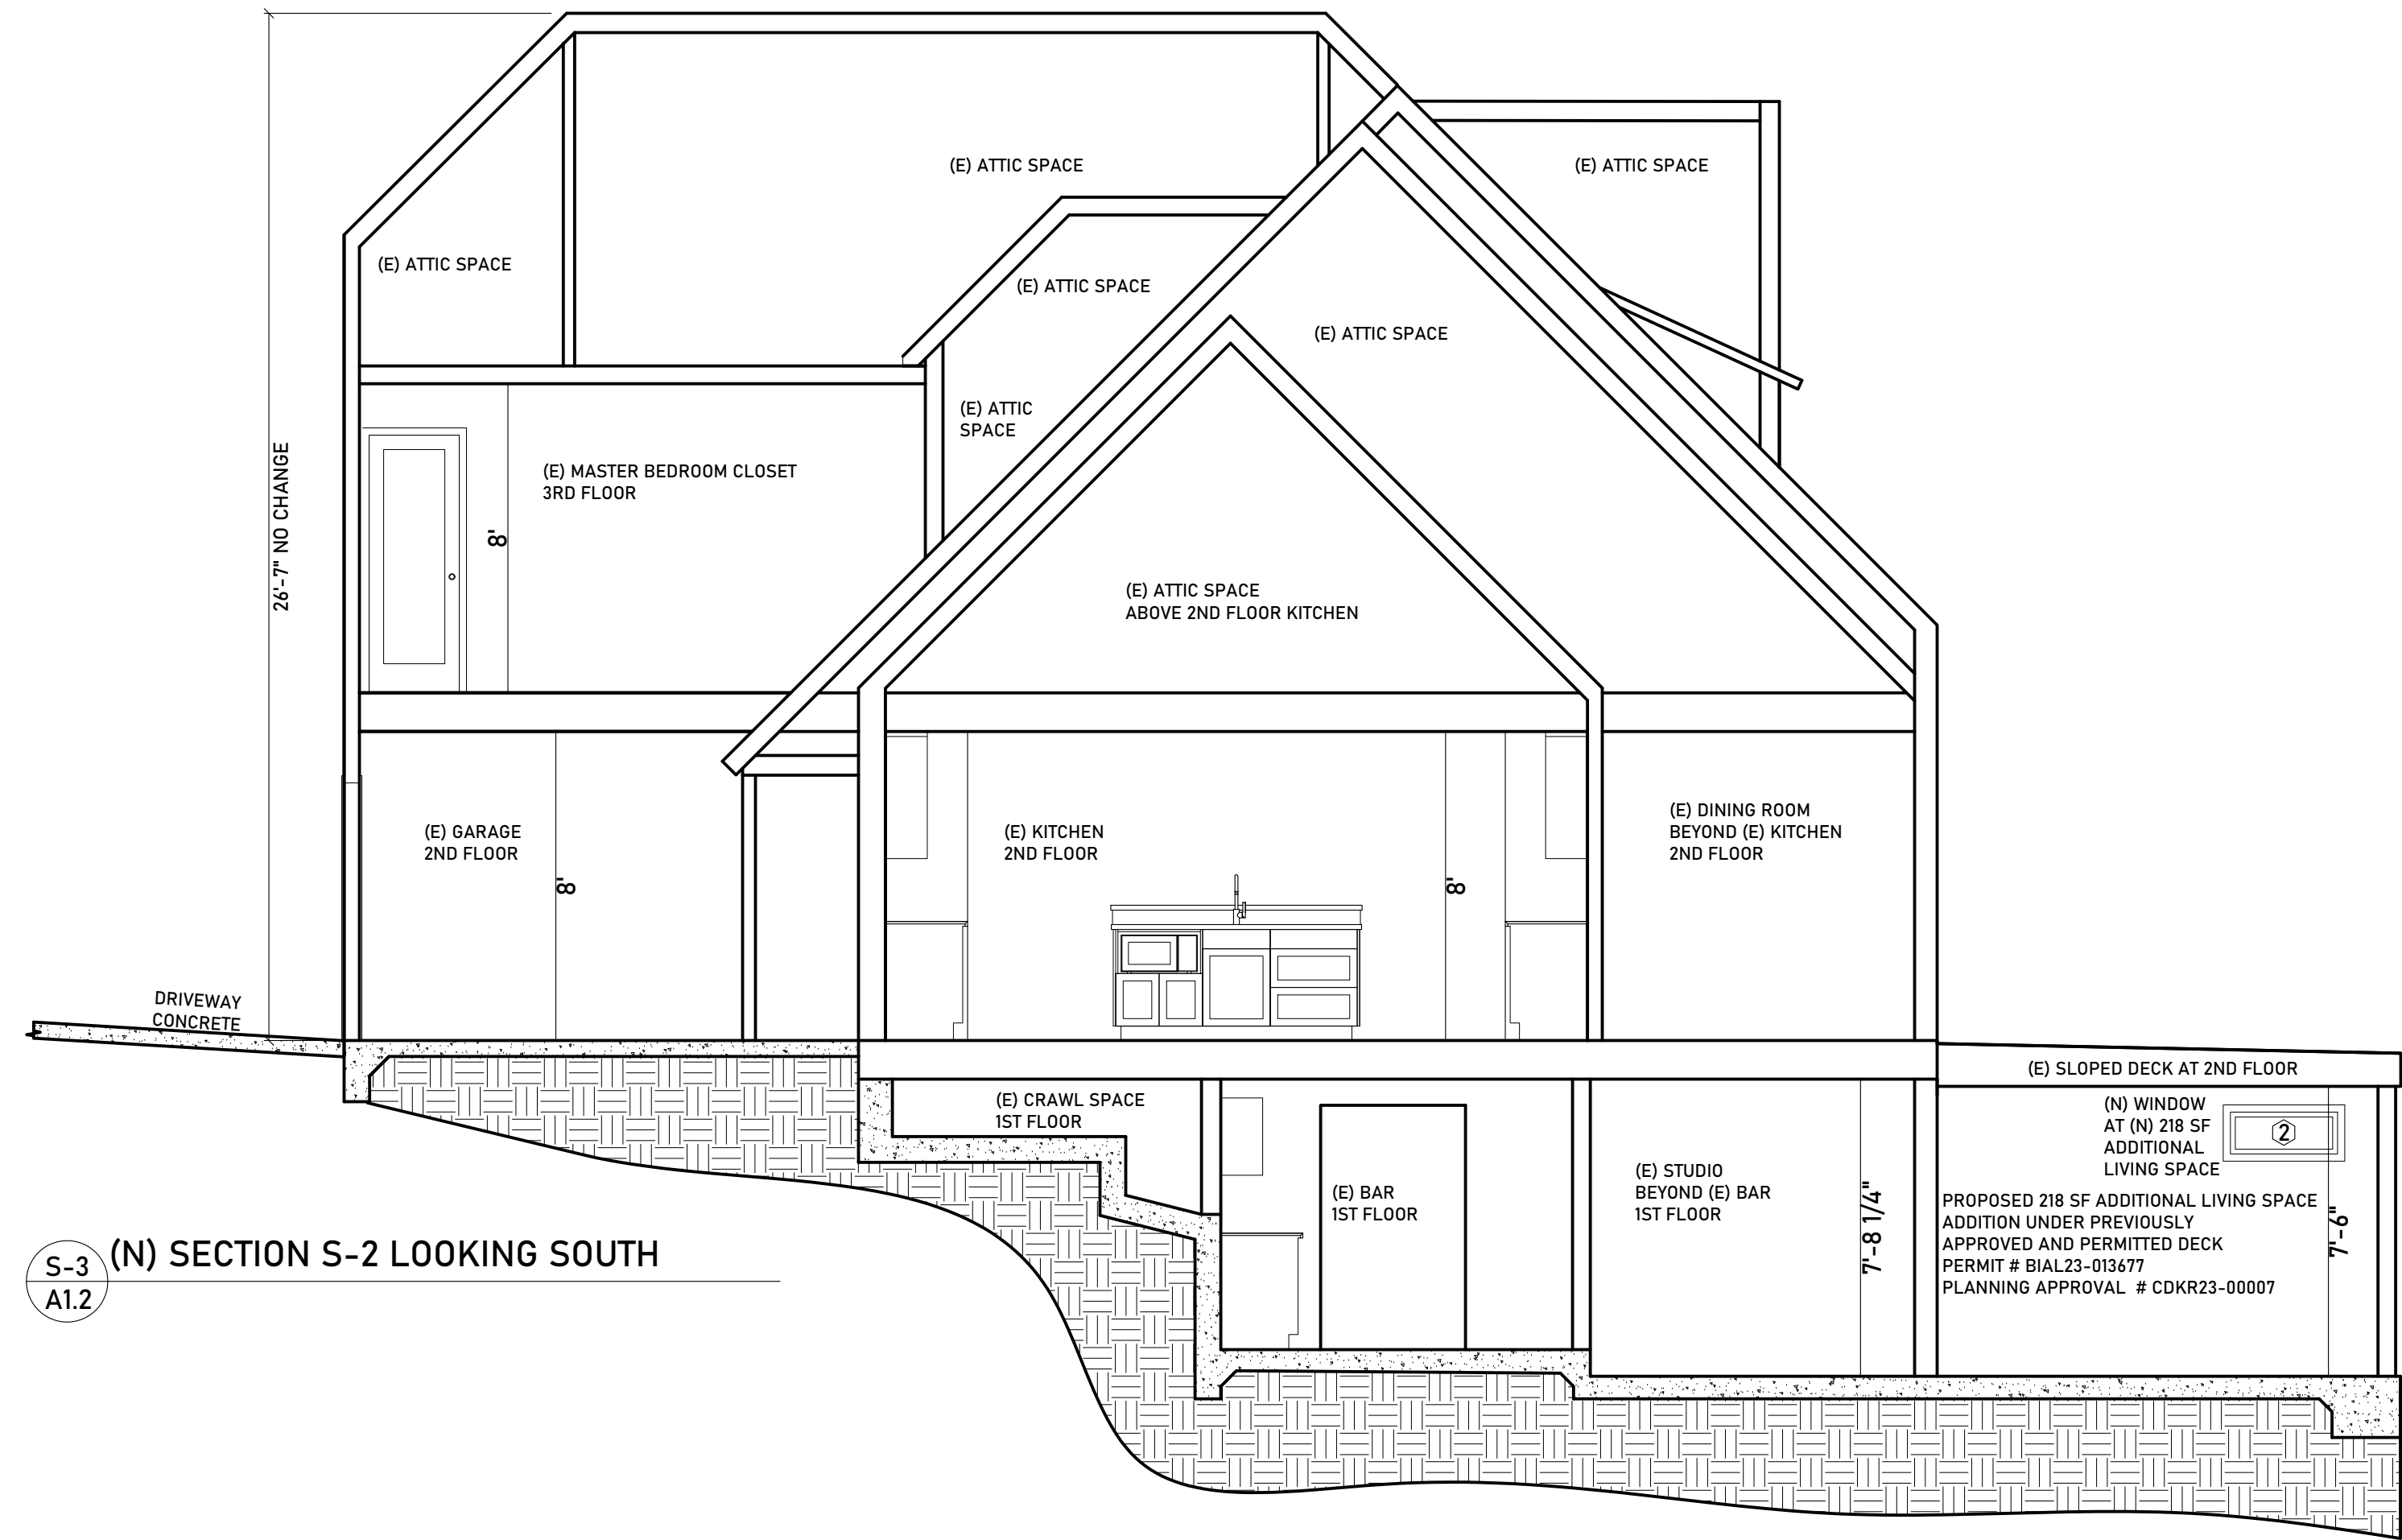 (E) ATTIC SPACE
(E) ATTIC SPACE
(E) ATTIC SPACE
(E) ATTIC SPACE
(E) ATTIC SPACE
(E) ATTIC
SPACE
26'-7" NO CHANGE
(E) MASTER BEDROOM CLOSET
3RD FLOOR
8'
(E) ATTIC SPACE
ABOVE 2ND FLOOR KITCHEN
(E) GARAGE
2ND FLOOR
8'
(E) KITCHEN
2ND FLOOR
8'
(E) DINING ROOM
BEYOND (E) KITCHEN
2ND FLOOR
DRIVEWAY
CONCRETE
(E) SLOPED DECK AT 2ND FLOOR
(E) CRAWL SPACE
1ST FLOOR
(N) WINDOW
AT (N) 218 SF
ADDITIONAL
LIVING SPACE
2
(E) BAR
1ST FLOOR
(E) STUDIO
BEYOND (E) BAR
1ST FLOOR
7'-8 1/4"
PROPOSED 218 SF ADDITIONAL LIVING SPACE
ADDITION UNDER PREVIOUSLY
APPROVED AND PERMITTED DECK
PERMIT # BIAL23-013677
PLANNING APPROVAL # CDKR23-00007
7'-6"
S-3
A1.2
(N) SECTION S-2 LOOKING SOUTH